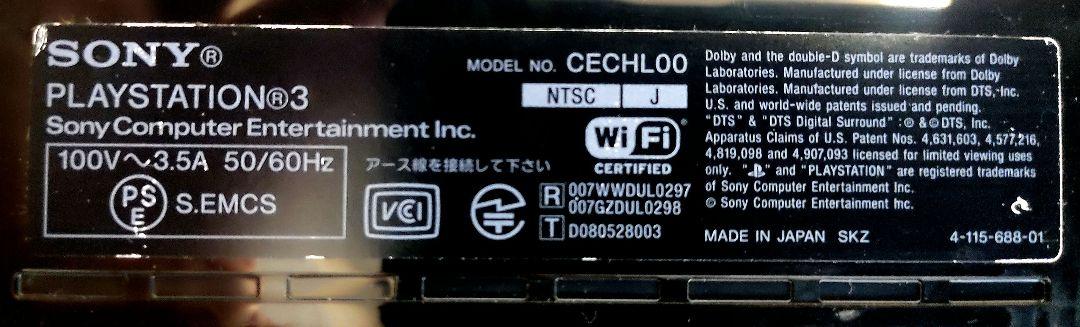 SONY®
PLAYSTATION®3
Sony Computer Entertainment Inc.
100V～3.5A 50/60Hz
PSE S.EMCS
MODEL NO. CECHL00
NTSC J
Wi Fi ®
CERTIFIED
アース線を接続して下さい
VCI
R 007WWDUL0297
007GZDUL0298
T D080528003
Dolby and the double-D symbol are trademarks of Dolby
Laboratories. Manufactured under license from Dolby
Laboratories. Manufactured under license from DTS, Inc.
U.S. and world-wide patents issued and pending.
"DTS" & "DTS Digital Surround" : ® & © DTS, Inc.
Apparatus Claims of U.S. Patent Nos. 4,631,603, 4,577,216,
4,819,098 and 4,907,093 licensed for limited viewing uses
only. " " and "PLAYSTATION" are registered trademarks
of Sony Computer Entertainment Inc.
© Sony Computer Entertainment Inc.
MADE IN JAPAN SKZ 4-115-688-01